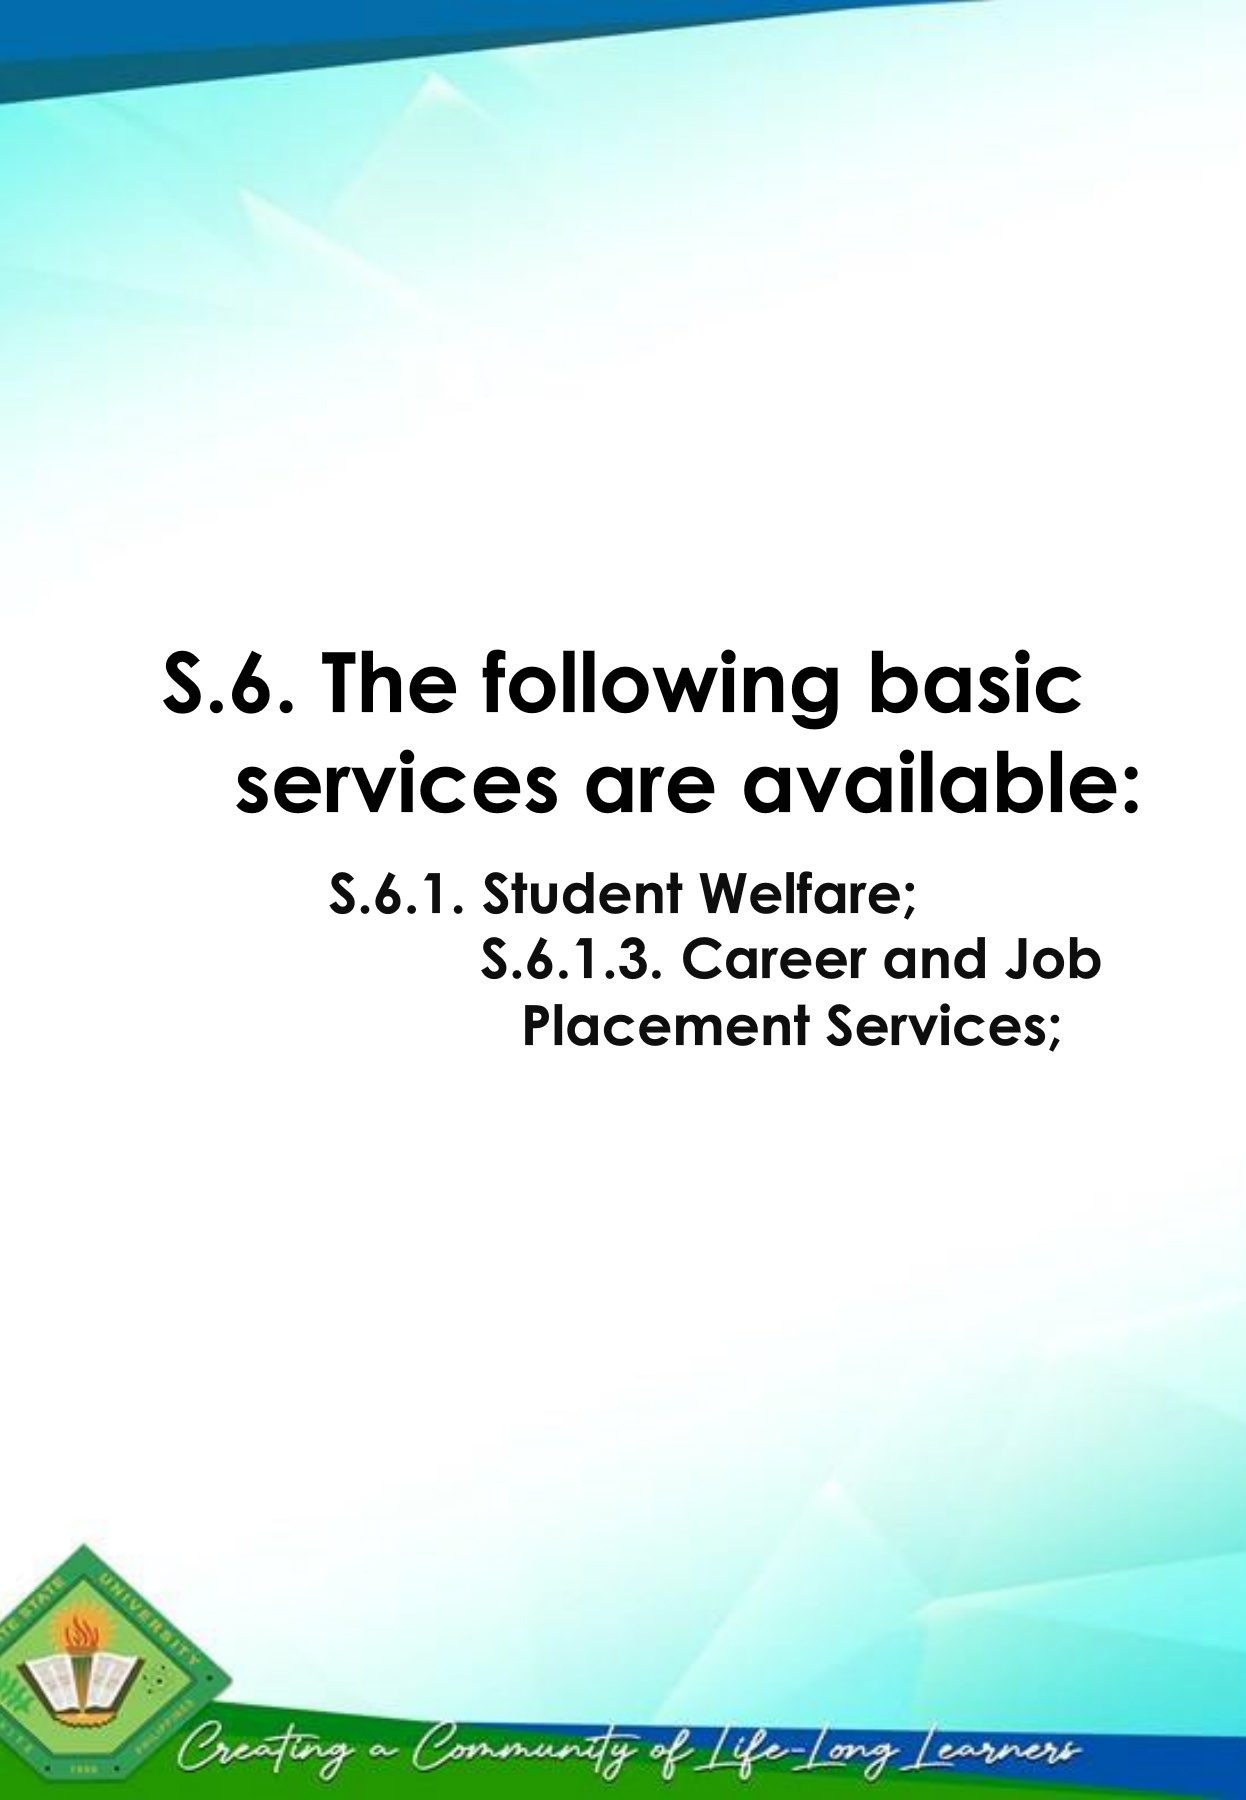 S.6. The following basic
services are available:
S.6.1. Student Welfare;
S.6.1.3. Career and Job
Placement Services;
STATE
UNIVERSITY
PHILIPPINES
Creating a Community of Life-Long Learners